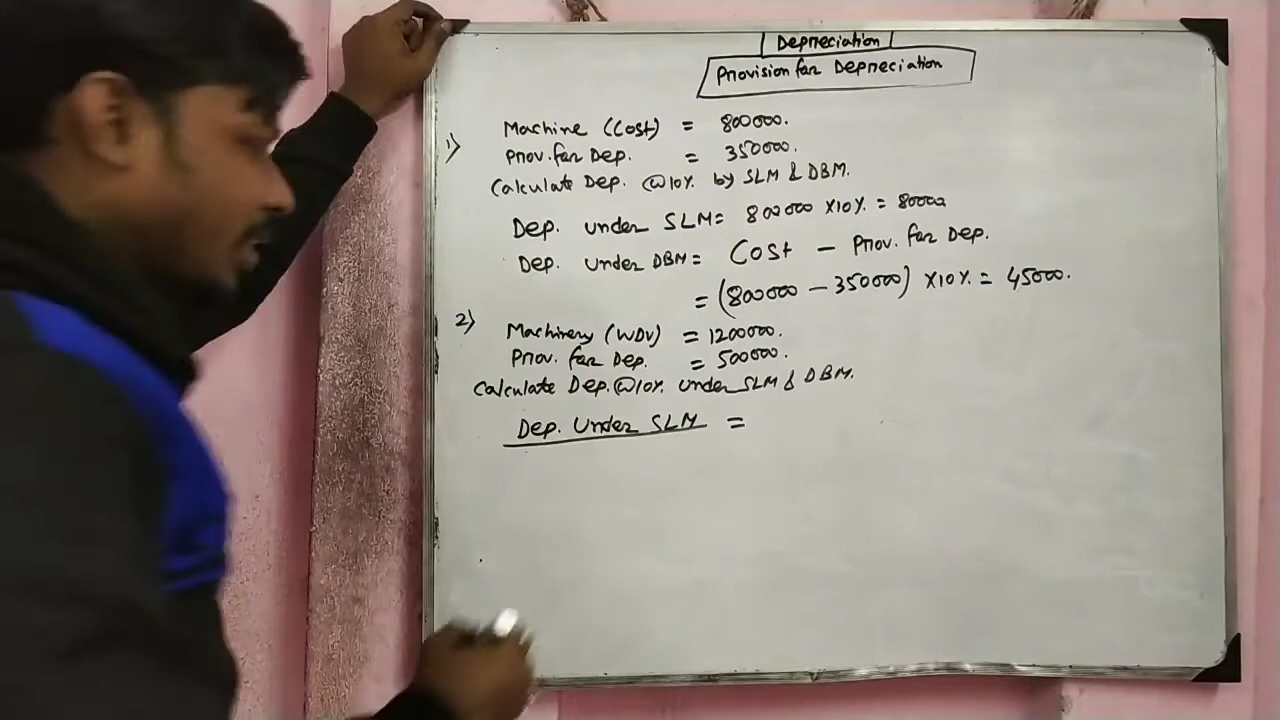 Depreciation
Provision for Depreciation
1) Machine (Cost) = 800000.
Prov. for Dep. = 350000.
Calculate Dep. @10% by SLM & DBM.
Dep. under SLM = 800000 X10% = 80000
Dep. under DBM = Cost - Prov. for Dep.
= (800000 - 350000) X10% = 45000.
2) Machinery (WDV) = 1200000.
Prov. for Dep. = 500000.
Calculate Dep. @10% under SLM & DBM.
Dep. Under SLM =